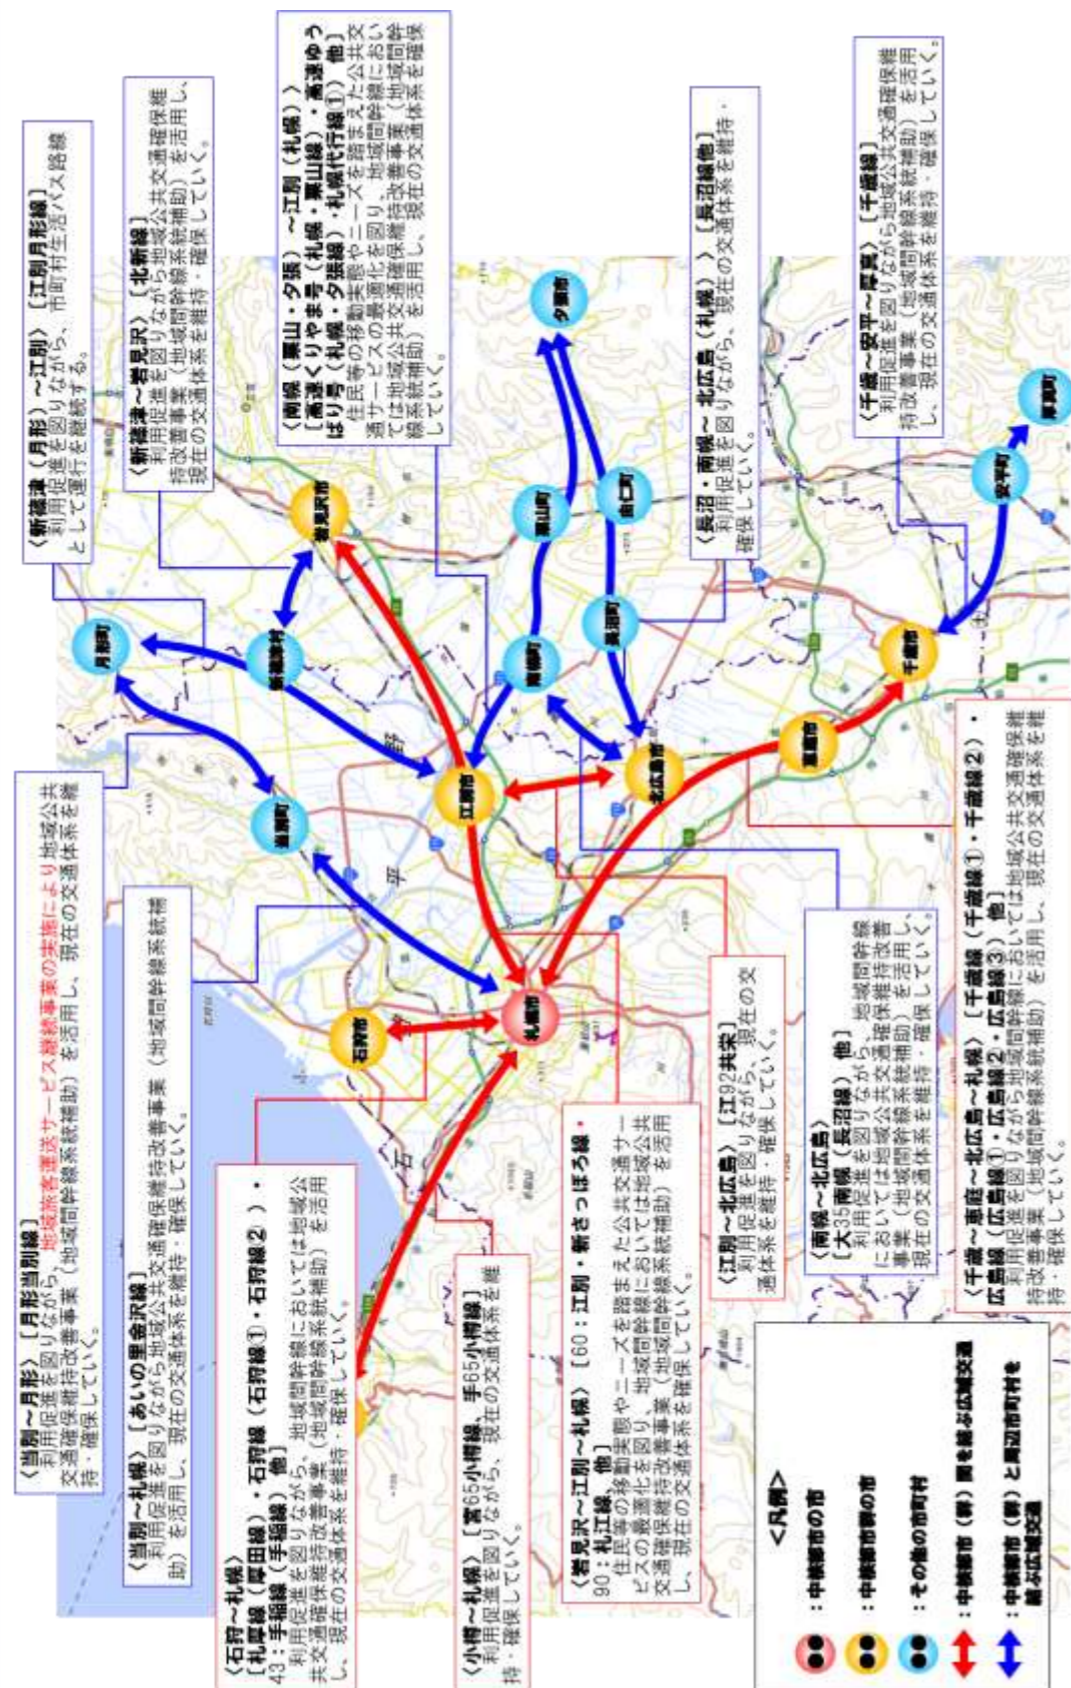 〈当別～月形〉［月形当別線］
利用促進を図りながら、地域旅客運送サービス継続事業の実施により地域公共
交通確保維持改善事業（地域間幹線系統補助）を活用し、現在の交通体系を維
持・確保していく。
〈当別～札幌〉［あいの里金沢線］
利用促進を図りながら地域公共交通確保維持改善事業（地域間幹線系統補
助）を活用し、現在の交通体系を維持・確保していく。
〈石狩～札幌〉
［札厚線（厚田線）・石狩線（石狩線①・石狩線②）・
43：手稲線（手稲線）他］
利用促進を図りながら、地域間幹線においては地域公
共交通確保維持改善事業（地域間幹線系統補助）を活用
し、現在の交通体系を維持・確保していく。
〈小樽～札幌〉［宮65小樽線、手65小樽線］
利用促進を図りながら、現在の交通体系を維
持・確保していく。
〈岩見沢～江別～札幌〉［60：江別・新さっぽろ線・
90：札江線］他］
住民等の移動実態やニーズを踏まえた公共交通サー
ビスの最適化を図り、地域間幹線においては地域公共
交通確保維持改善事業（地域間幹線系統補助）を活用
し、現在の交通体系を確保していく。
〈新篠津（月形）～江別〉［江別月形線］
利用促進を図りながら、市町村生活バス路線
として運行を継続する。
〈新篠津～岩見沢〉［北新線］
利用促進を図りながら地域公共交通確保維
持改善事業（地域間幹線系統補助）を活用し、
現在の交通体系を維持・確保していく。
〈南幌（栗山・夕張）～江別（札幌）〉
［高速くりやま号（札幌・栗山線）・高速ゆう
ばり号（札幌・夕張線）・札幌代行線①）他］
住民等の移動実態やニーズを踏まえた公共交
通サービスの最適化を図り、地域間幹線におい
ては地域公共交通確保維持改善事業（地域間幹
線系統補助）を活用し、現在の交通体系を確保
していく。
〈長沼・南幌～北広島（札幌）〉［長沼線他］
利用促進を図りながら、現在の交通体系を維持・
確保していく。
〈千歳～安平～厚真〉［千歳線］
利用促進を図りながら地域公共交通確保維
持改善事業（地域間幹線系統補助）を活用
し、現在の交通体系を維持・確保していく。
〈江別～北広島〉［江92共栄］
利用促進を図りながら、現在の交
通体系を維持・確保していく。
〈南幌～北広島〉
［大35南幌（長沼線）他］
利用促進を図りながら、地域間幹線
においては地域公共交通確保維持改善
事業（地域間幹線系統補助）を活用し、
現在の交通体系を維持・確保していく。
〈千歳～恵庭～北広島～札幌〉［千歳線（千歳線①・千歳線②）・
広島線（広島線①・広島線2・広島線3）他］
利用促進を図りながら地域間幹線においては地域公共交通確保維
持改善事業（地域間幹線系統補助）を活用し、現在の交通体系を維
持・確保していく。
月形町
新篠津村
岩見沢市
当別町
江別市
石狩市
札幌市
南幌町
栗山町
夕張市
由仁町
長沼町
北広島市
恵庭市
千歳市
安平町
厚真町
〈凡例〉
●●：中核都市の市
●●：中核都市群の市
●●：その他の市町村
：中核都市（群）間を結ぶ広域交通
：中核都市（群）と周辺市町村を
結ぶ広域交通